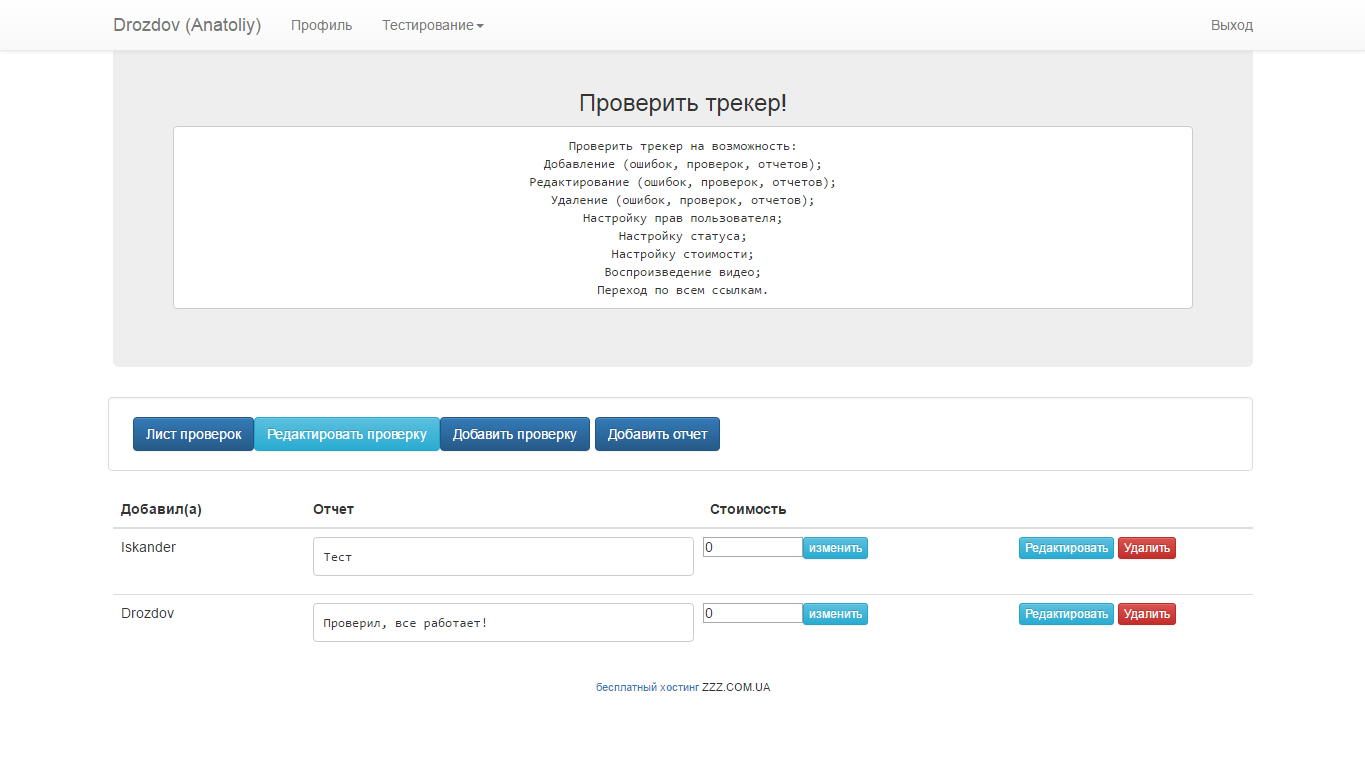 Drozdov (Anatoliy) Профиль Тестирование Выход
Проверить трекер!
Проверить трекер на возможность:
Добавление (ошибок, проверок, отчетов);
Редактирование (ошибок, проверок, отчетов);
Удаление (ошибок, проверок, отчетов);
Настройку прав пользователя;
Настройку статуса;
Настройку стоимости;
Воспроизведение видео;
Переход по всем ссылкам.
Лист проверок Редактировать проверку Добавить проверку Добавить отчет
Добавил(а) Отчет Стоимость
Iskander Тест 0 изменить Редактировать Удалить
Drozdov Проверил, все работает! 0 изменить Редактировать Удалить
бесплатный хостинг ZZZ.COM.UA